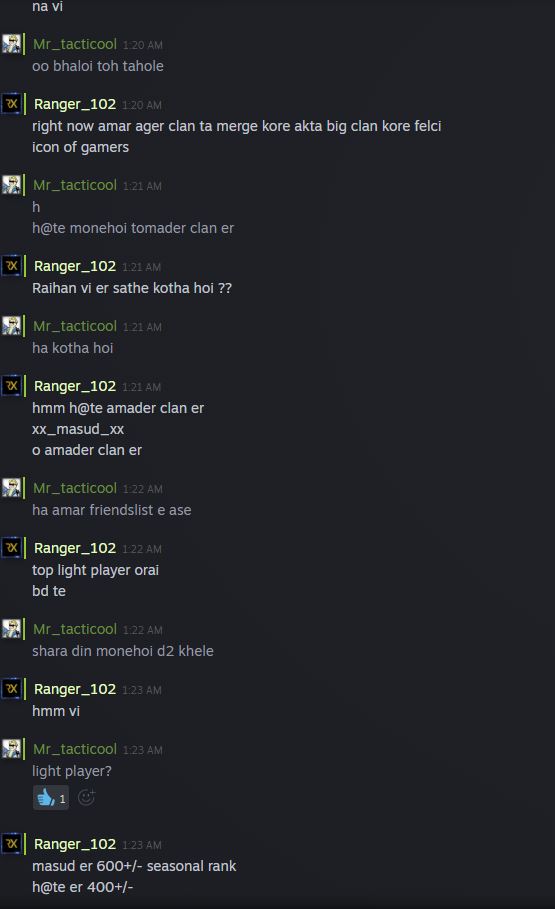 na vi
Mr_tacticool 1:20 AM
oo bhaloi toh tahole
Ranger_102 1:20 AM
right now amar ager clan ta merge kore akta big clan kore felci
icon of gamers
Mr_tacticool 1:21 AM
h
h@te monehoi tomader clan er
Ranger_102 1:21 AM
Raihan vi er sathe kotha hoi ??
Mr_tacticool 1:21 AM
ha kotha hoi
Ranger_102 1:21 AM
hmm h@te amader clan er
xx_masud_xx
o amader clan er
Mr_tacticool 1:22 AM
ha amar friendslist e ase
Ranger_102 1:22 AM
top light player orai
bd te
Mr_tacticool 1:22 AM
shara din monehoi d2 khele
Ranger_102 1:23 AM
hmm vi
Mr_tacticool 1:23 AM
light player?
1
Ranger_102 1:23 AM
masud er 600+/- seasonal rank
h@te er 400+/-